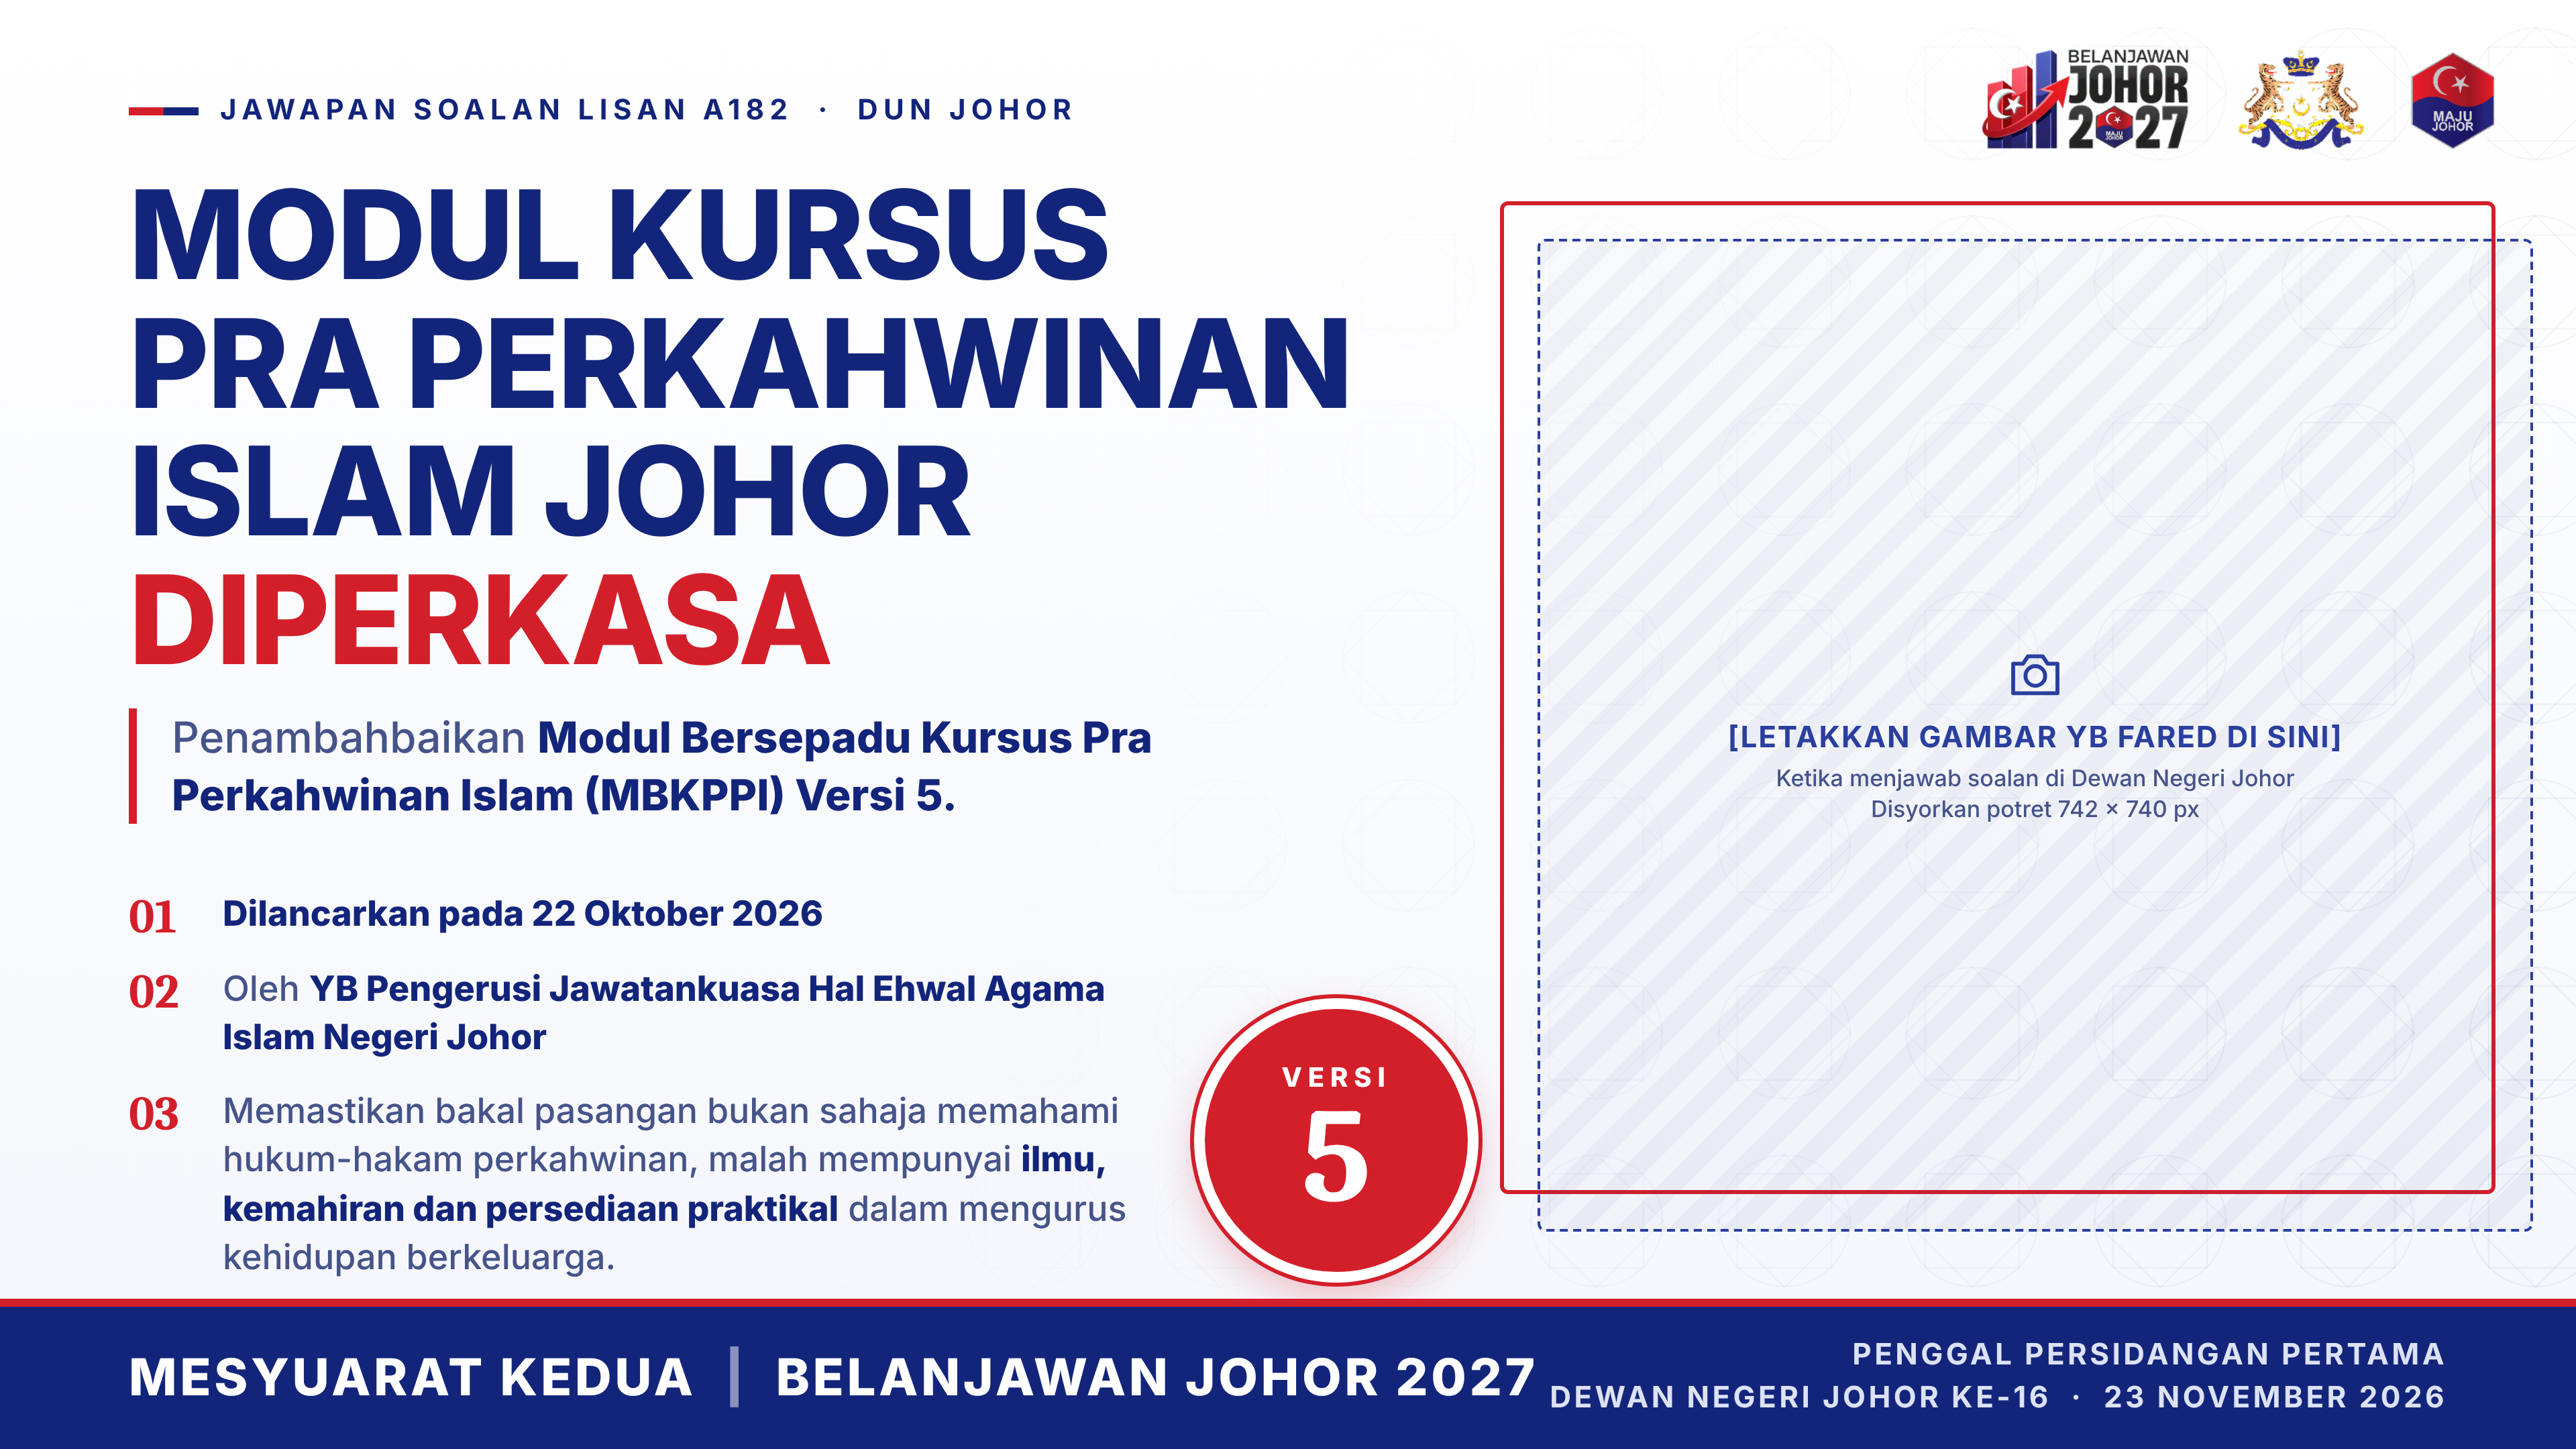 JAWAPAN SOALAN LISAN A182 · DUN JOHOR
BELANJAWAN
JOHOR
2027
MAJU
JOHOR
MAJU
JOHOR
MODUL KURSUS
PRA PERKAHWINAN
ISLAM JOHOR
DIPERKASA
Penambahbaikan Modul Bersepadu Kursus Pra
Perkahwinan Islam (MBKPPI) Versi 5.
01 Dilancarkan pada 22 Oktober 2026
02 Oleh YB Pengerusi Jawatankuasa Hal Ehwal Agama
Islam Negeri Johor
03 Memastikan bakal pasangan bukan sahaja memahami
hukum-hakam perkahwinan, malah mempunyai ilmu,
kemahiran dan persediaan praktikal dalam mengurus
kehidupan berkeluarga.
VERSI
5
[LETAKKAN GAMBAR YB FARED DI SINI]
Ketika menjawab soalan di Dewan Negeri Johor
Disyorkan potret 742 × 740 px
MESYUARAT KEDUA | BELANJAWAN JOHOR 2027
PENGGAL PERSIDANGAN PERTAMA
DEWAN NEGERI JOHOR KE-16 · 23 NOVEMBER 2026